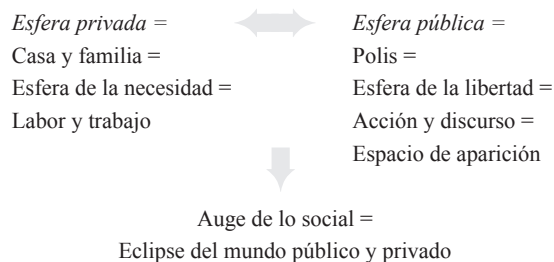 Esfera privada =
Casa y familia =
Esfera de la necesidad =
Labor y trabajo
Esfera pública =
Polis =
Esfera de la libertad =
Acción y discurso =
Espacio de aparición
Auge de lo social =
Eclipse del mundo público y privado